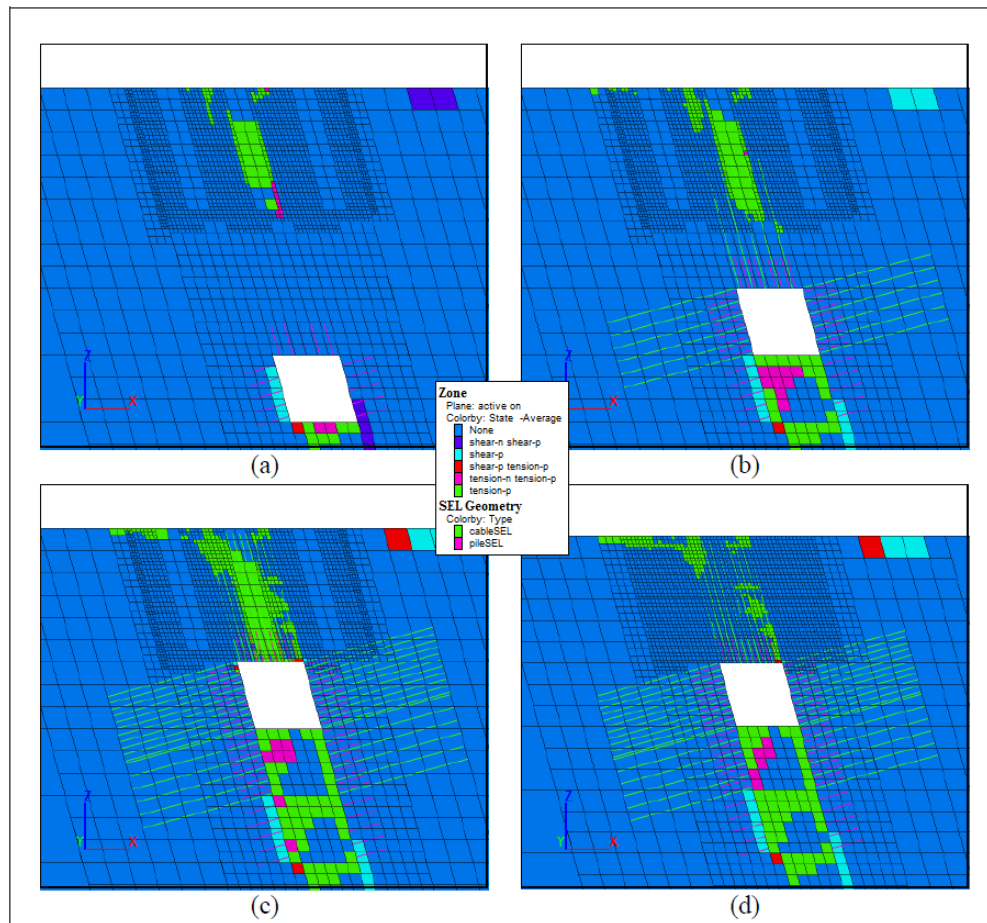 Z
Y
X
(a)
Z
Y
X
(b)
Zone
Plane: active on
Colorby: State -Average
None
shear-n shear-p
shear-p
shear-p tension-p
tension-n tension-p
tension-p
SEL Geometry
Colorby: Type
cableSEL
pileSEL
Z
Y
X
(c)
Z
Y
X
(d)